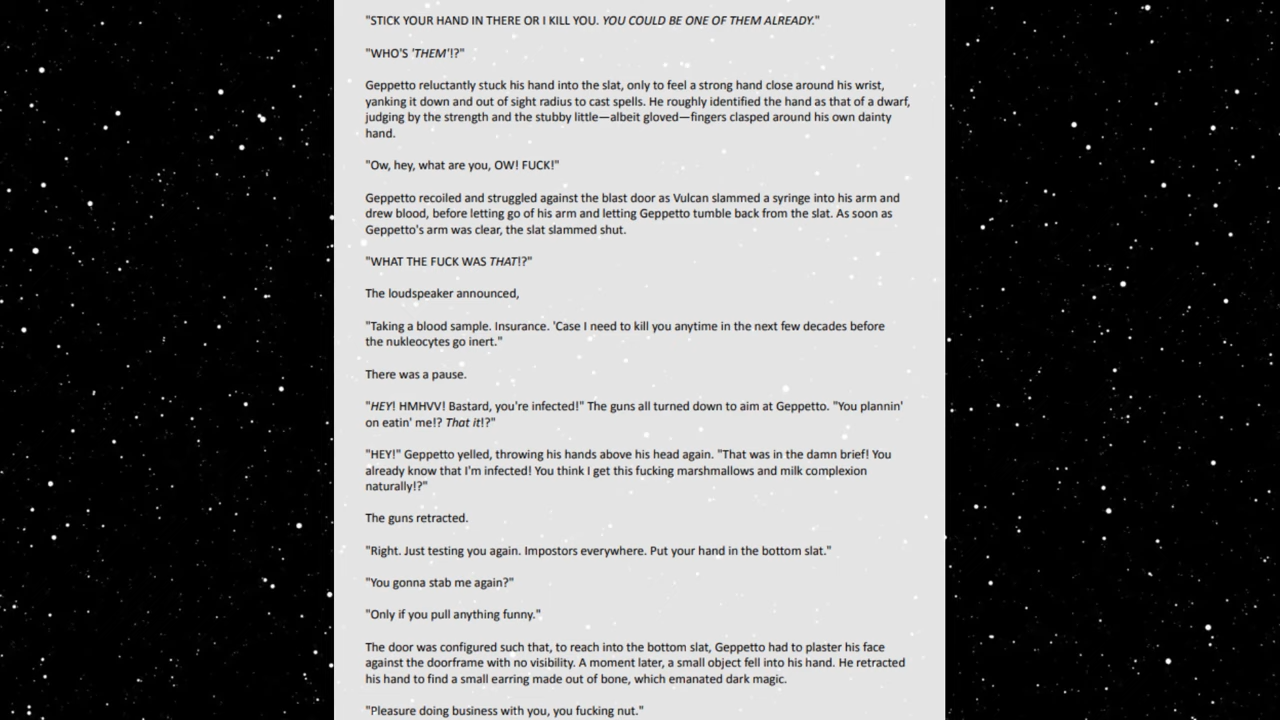 "STICK YOUR HAND IN THERE OR I KILL YOU. YOU COULD BE ONE OF THEM ALREADY."
"WHO'S 'THEM'!?"
Geppetto reluctantly stuck his hand into the slat, only to feel a strong hand close around his wrist,
yanking it down and out of sight radius to cast spells. He roughly identified the hand as that of a dwarf,
judging by the strength and the stubby little—albeit gloved—fingers clasped around his own dainty
hand.
"Ow, hey, what are you, OW! FUCK!"
Geppetto recoiled and struggled against the blast door as Vulcan slammed a syringe into his arm and
drew blood, before letting go of his arm and letting Geppetto tumble back from the slat. As soon as
Geppetto's arm was clear, the slat slammed shut.
"WHAT THE FUCK WAS THAT!?"
The loudspeaker announced,
"Taking a blood sample. Insurance. 'Case I need to kill you anytime in the next few decades before
the nukleocytes go inert."
There was a pause.
"HEY! HMHVV! Bastard, you're infected!" The guns all turned down to aim at Geppetto. "You plannin'
on eatin' me!? That it!?"
"HEY!" Geppetto yelled, throwing his hands above his head again. "That was in the damn brief! You
already know that I'm infected! You think I get this fucking marshmallows and milk complexion
naturally!?"
The guns retracted.
"Right. Just testing you again. Impostors everywhere. Put your hand in the bottom slat."
"You gonna stab me again?"
"Only if you pull anything funny."
The door was configured such that, to reach into the bottom slat, Geppetto had to plaster his face
against the doorframe with no visibility. A moment later, a small object fell into his hand. He retracted
his hand to find a small earring made out of bone, which emanated dark magic.
"Pleasure doing business with you, you fucking nut."